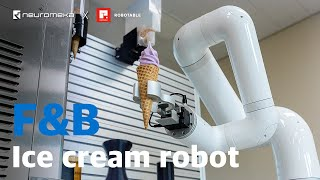 neuromeka X ROBOTABLE
F&B
Ice cream robot